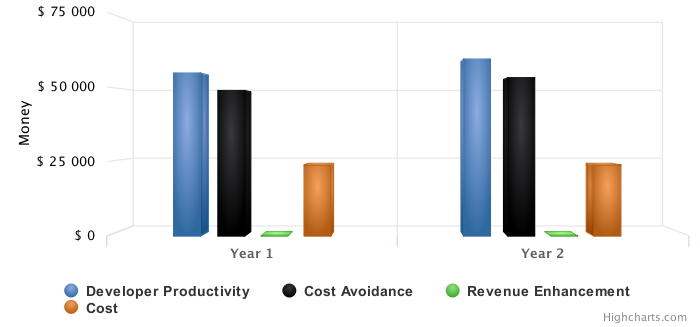 $ 75 000
$ 50 000
$ 25 000
$ 0
Money
Year 1
Year 2
Developer Productivity
Cost Avoidance
Revenue Enhancement
Cost
Highcharts.com